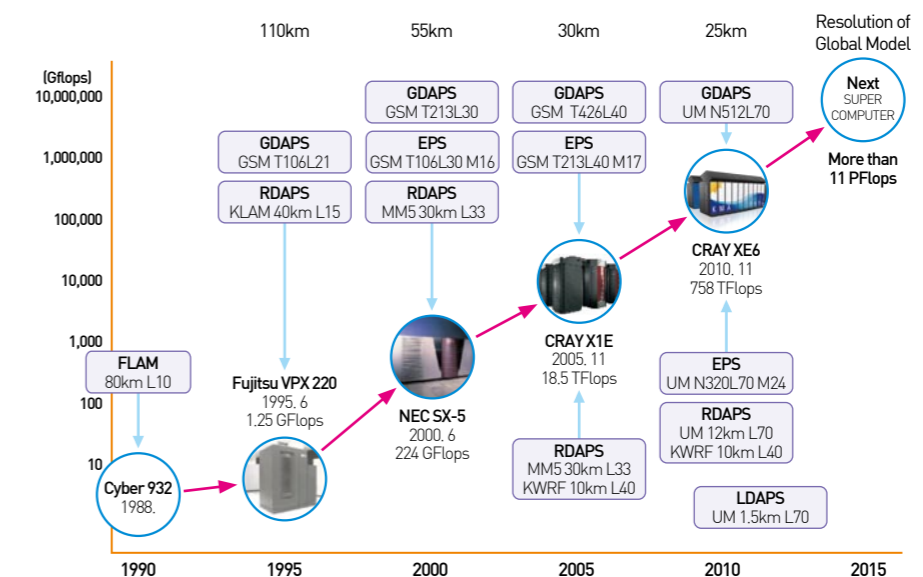 110km
55km
30km
25km
Resolution of
Global Model
(Gflops)
10,000,000
1,000,000
100,000
10,000
1,000
100
10
FLAM
80km L10
Cyber 932
1988.
GDAPS
GSM T106L21
RDAPS
KLAM 40km L15
Fujitsu VPX 220
1995. 6
1.25 GFlops
GDAPS
GSM T213L30
EPS
GSM T106L30 M16
RDAPS
MM5 30km L33
NEC SX-5
2000. 6
224 GFlops
GDAPS
GSM T426L40
EPS
GSM T213L40 M17
CRAY X1E
2005. 11
18.5 TFlops
RDAPS
MM5 30km L33
KWRF 10km L40
GDAPS
UM N512L70
CRAY XE6
2010. 11
758 TFlops
EPS
UM N320L70 M24
RDAPS
UM 12km L70
KWRF 10km L40
LDAPS
UM 1.5km L70
Next
SUPER
COMPUTER
More than
11 PFlops
1990
1995
2000
2005
2010
2015